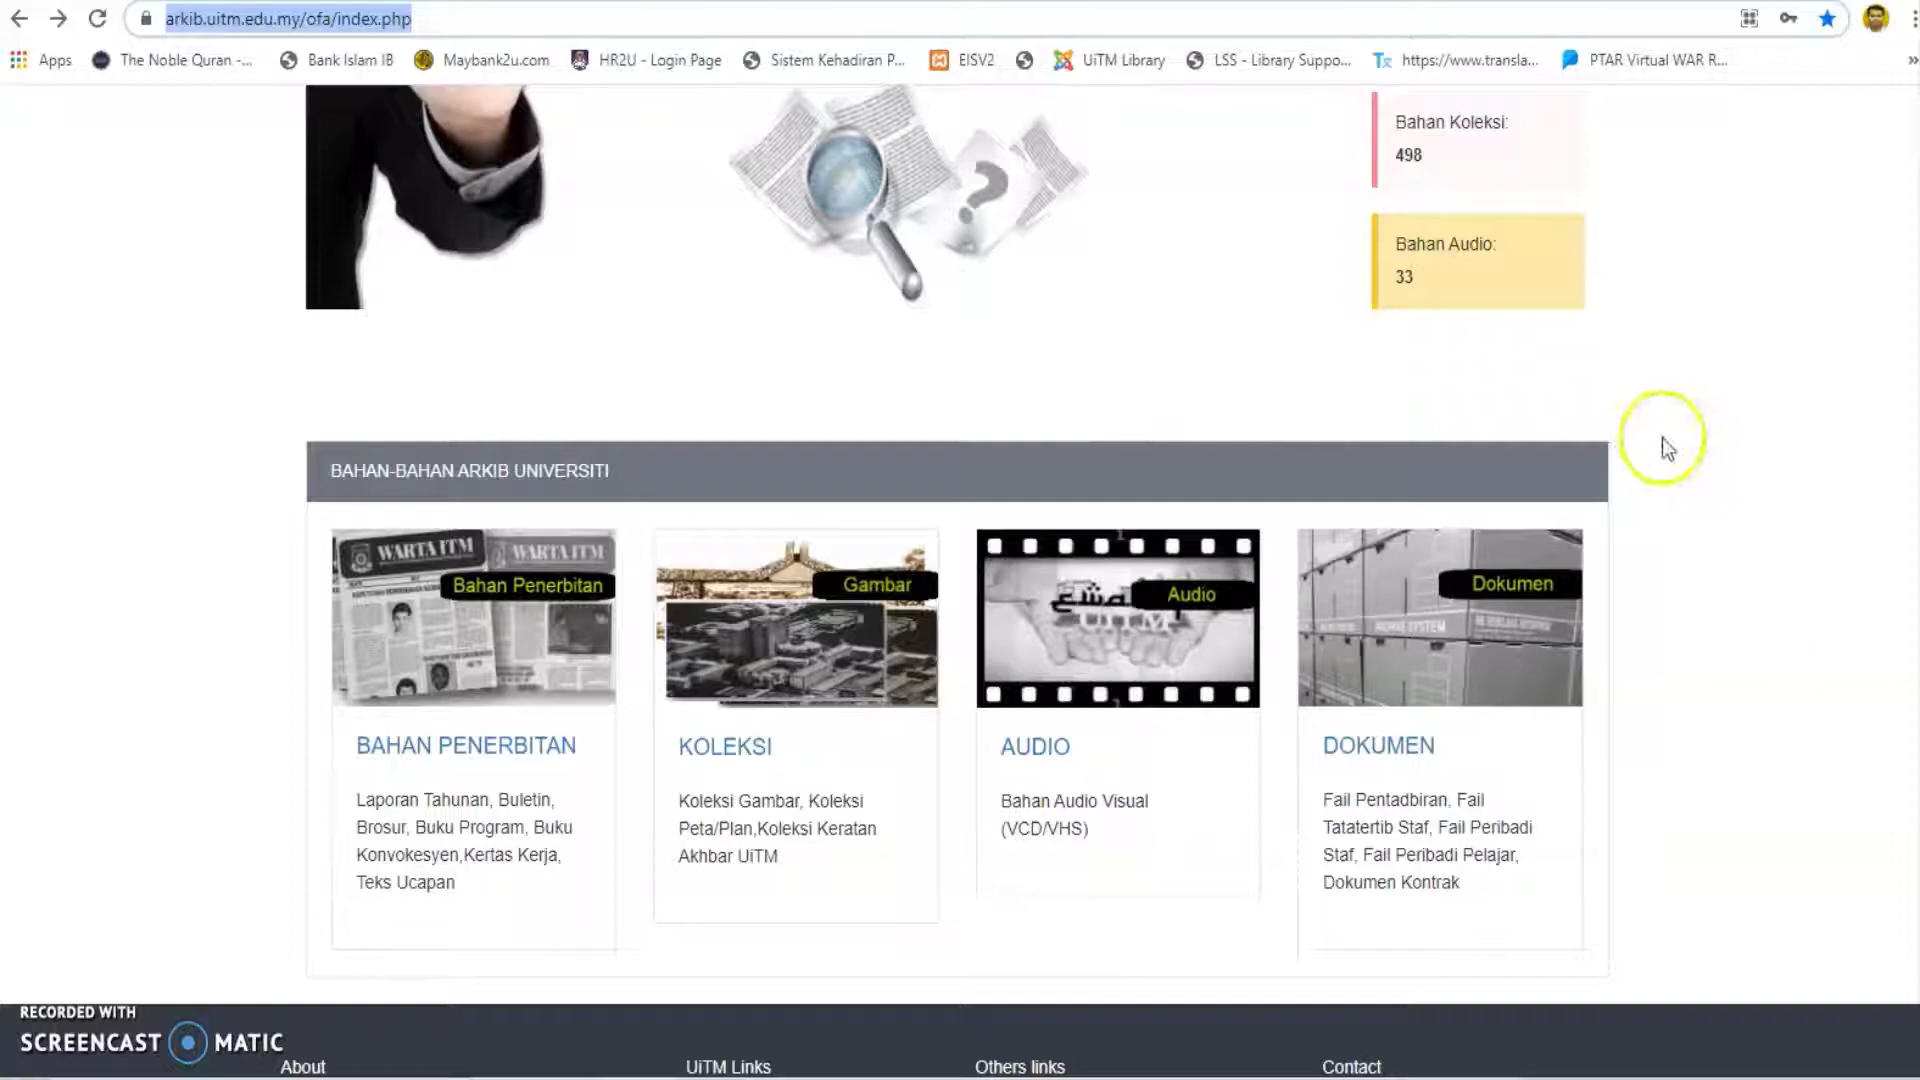 arkib.uitm.edu.my/ofa/index.php
Apps
The Noble Quran -...
Bank Islam IB
Maybank2u.com
HR2U - Login Page
Sistem Kehadiran P...
EISV2
UiTM Library
LSS - Library Suppo...
https://www.transla...
PTAR Virtual WAR R...
»
?
Bahan Koleksi:
498
Bahan Audio:
33
BAHAN-BAHAN ARKIB UNIVERSITI
WARTA ITM
WARTA ITM
Bahan Penerbitan
Gambar
Audio
UiTM
Dokumen
BAHAN PENERBITAN
Laporan Tahunan, Buletin,
Brosur, Buku Program, Buku
Konvokesyen,Kertas Kerja,
Teks Ucapan
KOLEKSI
Koleksi Gambar, Koleksi
Peta/Plan,Koleksi Keratan
Akhbar UiTM
AUDIO
Bahan Audio Visual
(VCD/VHS)
DOKUMEN
Fail Pentadbiran, Fail
Tatatertib Staf, Fail Peribadi
Staf, Fail Peribadi Pelajar,
Dokumen Kontrak
RECORDED WITH
SCREENCAST MATIC
About
UiTM Links
Others links
Contact